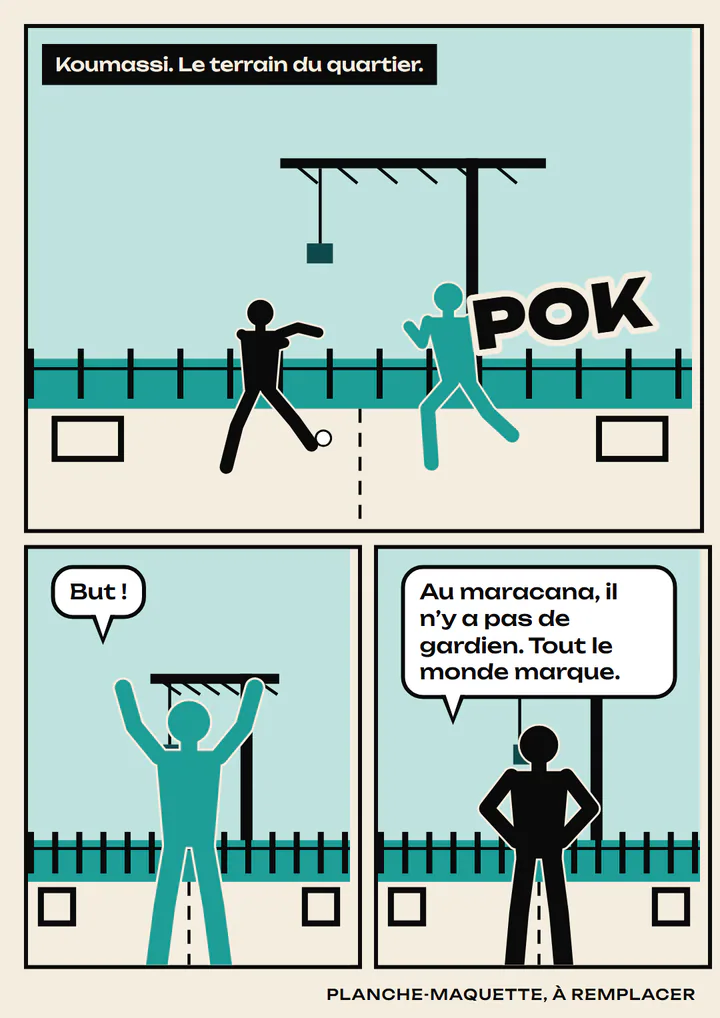 Koumassi. Le terrain du quartier.
POK
But !
Au maracana, il
n’y a pas de
gardien. Tout le
monde marque.
PLANCHE-MAQUETTE, À REMPLACER